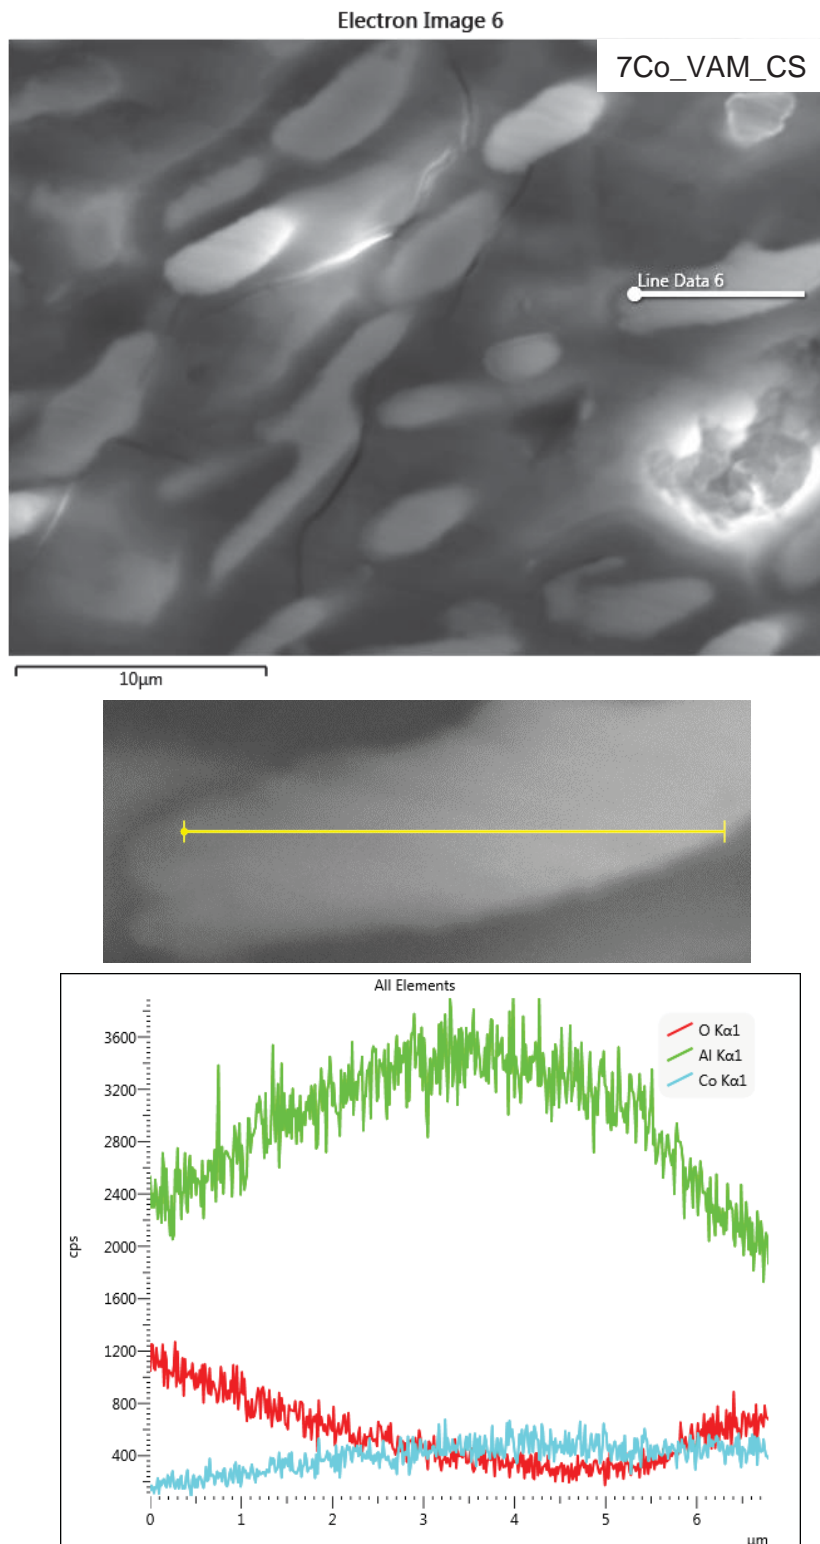 Electron Image 6
7Co_VAM_CS
Line Data 6
10µm
All Elements
O Kα1
Al Kα1
Co Kα1
3600
3200
2800
2400
2000
1600
1200
800
400
cps
0 1 2 3 4 5 6
µm